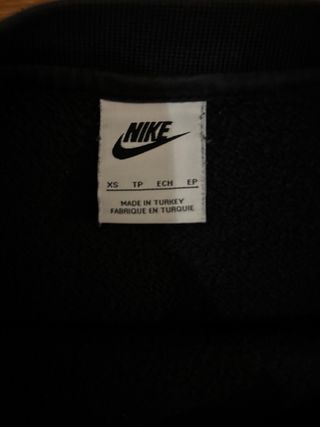 NIKE
XS TP ECH EP
MADE IN TURKEY
FABRIQUE EN TURQUIE